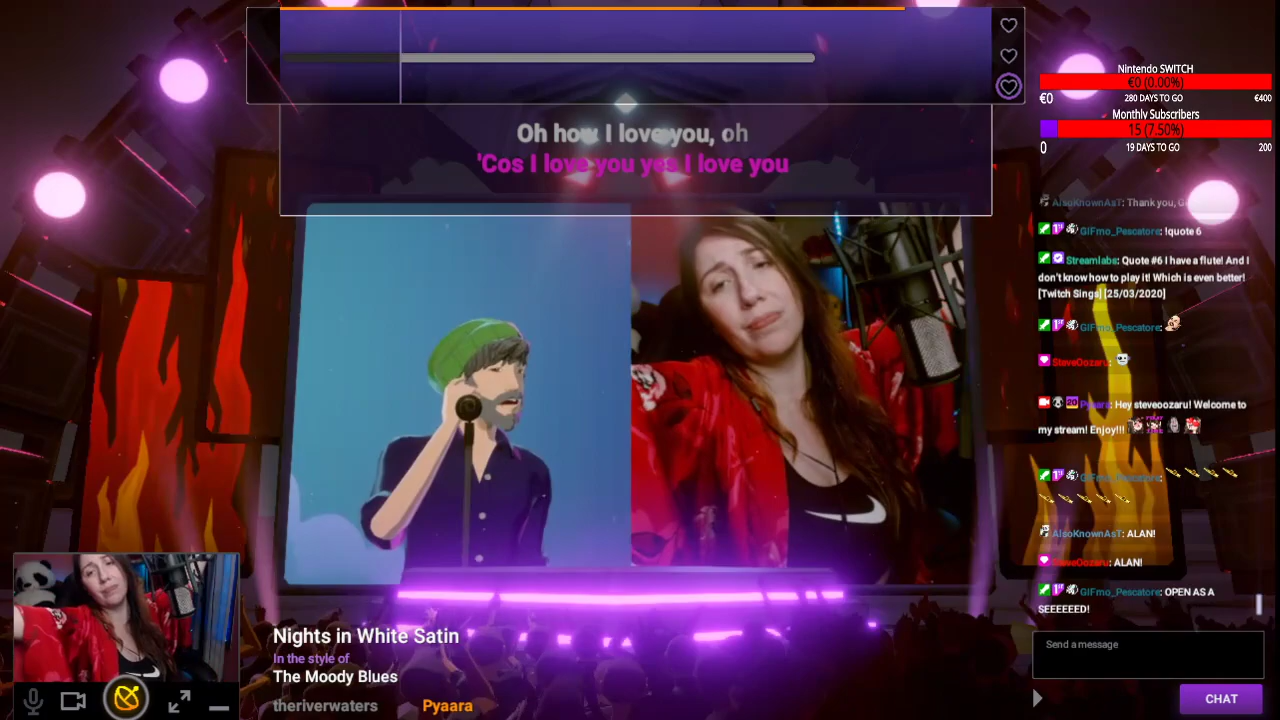 Oh how I love you, oh
'Cos I love you yes I love you
Nintendo SWITCH
€0 (0.00%)
€0 280 DAYS TO GO €400
Monthly Subscribers
15 (7.50%)
0 19 DAYS TO GO 200
AlsoKnownAsT: Thank you, G
GIFmo_Pescatore: !quote 6
Streamlabs: Quote #6 I have a flute! And I
don't know how to play it! Which is even better!
[Twitch Sings] [25/03/2020]
GIFmo_Pescatore:
SteveOozaru:
20 Pyaara: Hey steveoozaru! Welcome to
my stream! Enjoy!!!
GIFmo_Pescatore:
AlsoKnownAsT: ALAN!
SteveOozaru: ALAN!
GIFmo_Pescatore: OPEN AS A
SEEEEEED!
Send a message
CHAT
Nights in White Satin
In the style of
The Moody Blues
theriverwaters Pyaara